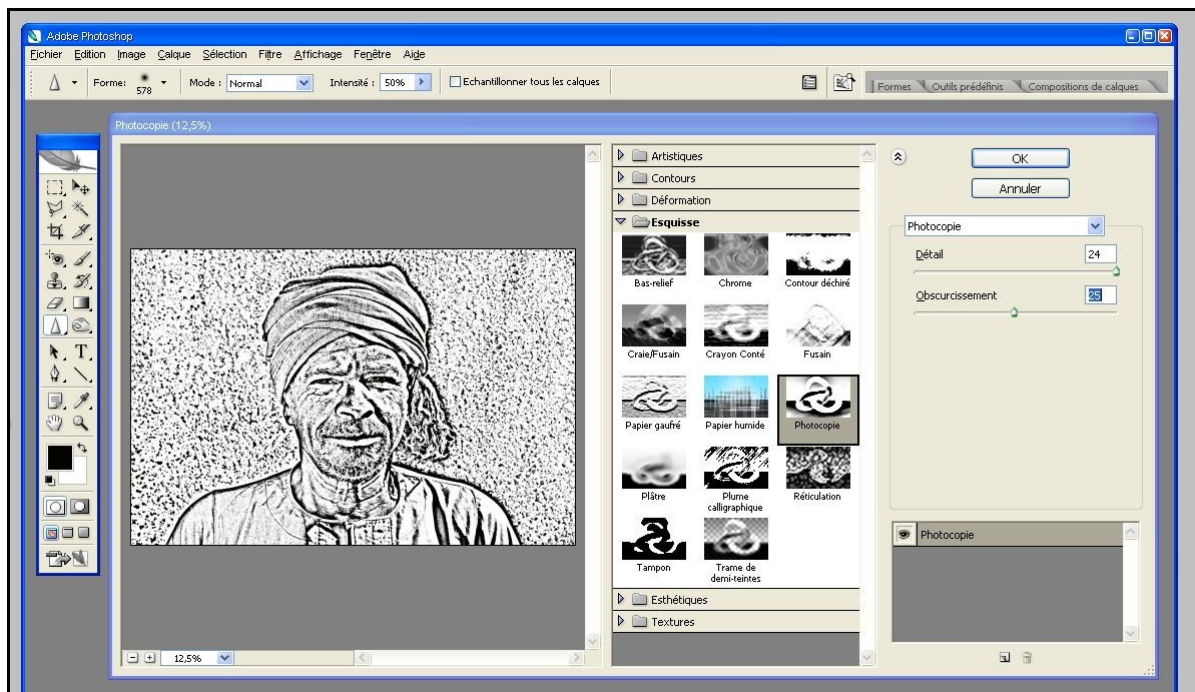 Adobe Photoshop
Fichier Edition Image Calque Sélection Filtre Affichage Fenêtre Aide
Forme: 578 Mode : Normal Intensité : 50% Echantillonner tous les calques Formes Outils prédéfinis Compositions de calques
Photocopie (12,5%)
Artistiques
Contours
Déformation
Esquisse
Bas-relief Chrome Contour déchiré
Craie/Fusain Crayon Conté Fusain
Papier gaufré Papier humide Photocopie
Plâtre Plume calligraphique Réticulation
Tampon Trame de demi-teintes
Esthétiques
Textures
12,5%
OK
Annuler
Photocopie
Détail 24
Obscurcissement 25
Photocopie